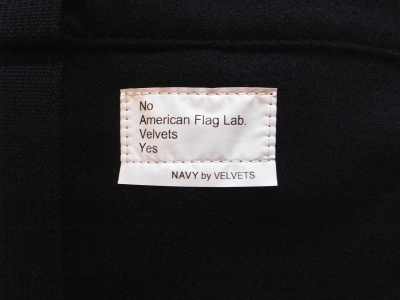 No
American Flag Lab.
Velvets
Yes
NAVY by VELVETS